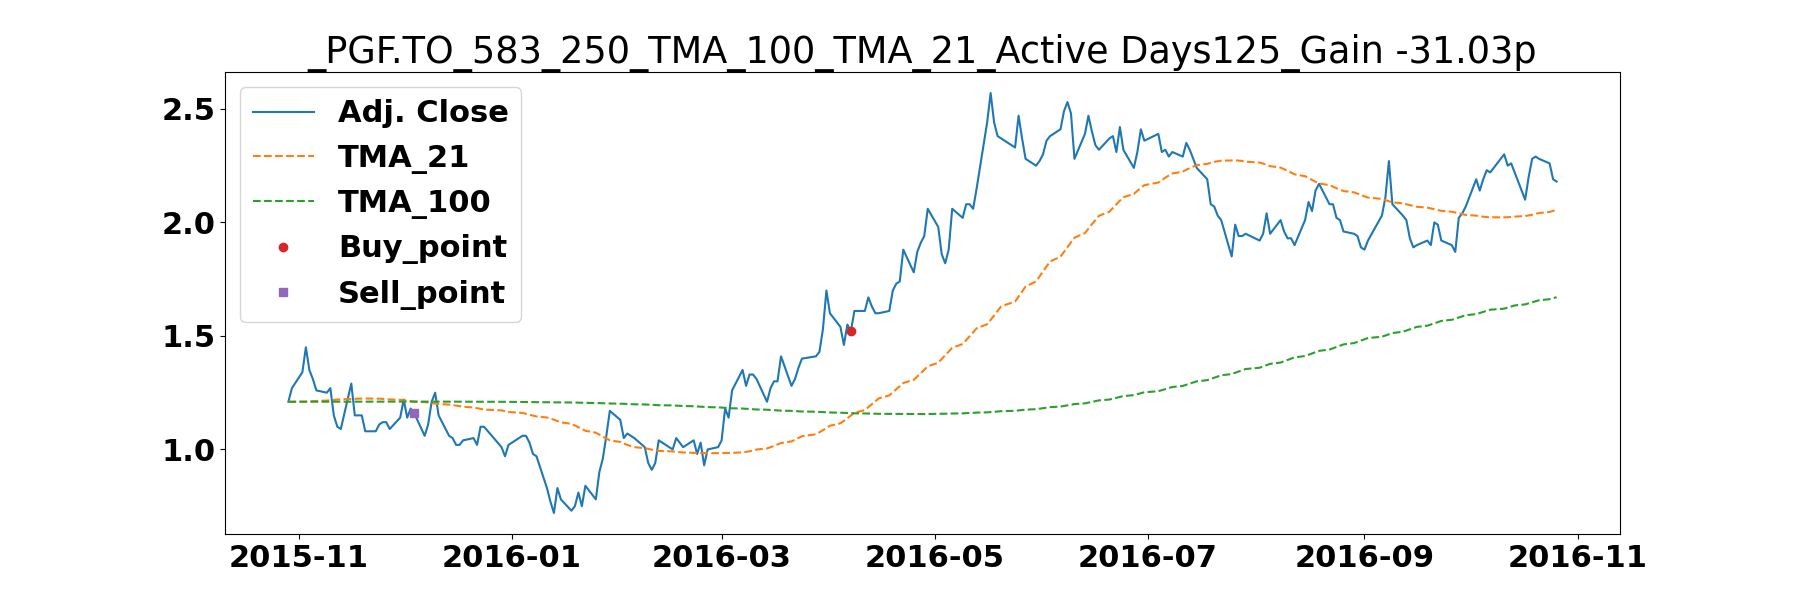 _PGF.TO_583_250_TMA_100_TMA_21_Active Days125_Gain -31.03p
2.5
2.0
1.5
1.0
Adj. Close
TMA_21
TMA_100
Buy_point
Sell_point
2015-11 2016-01 2016-03 2016-05 2016-07 2016-09 2016-11